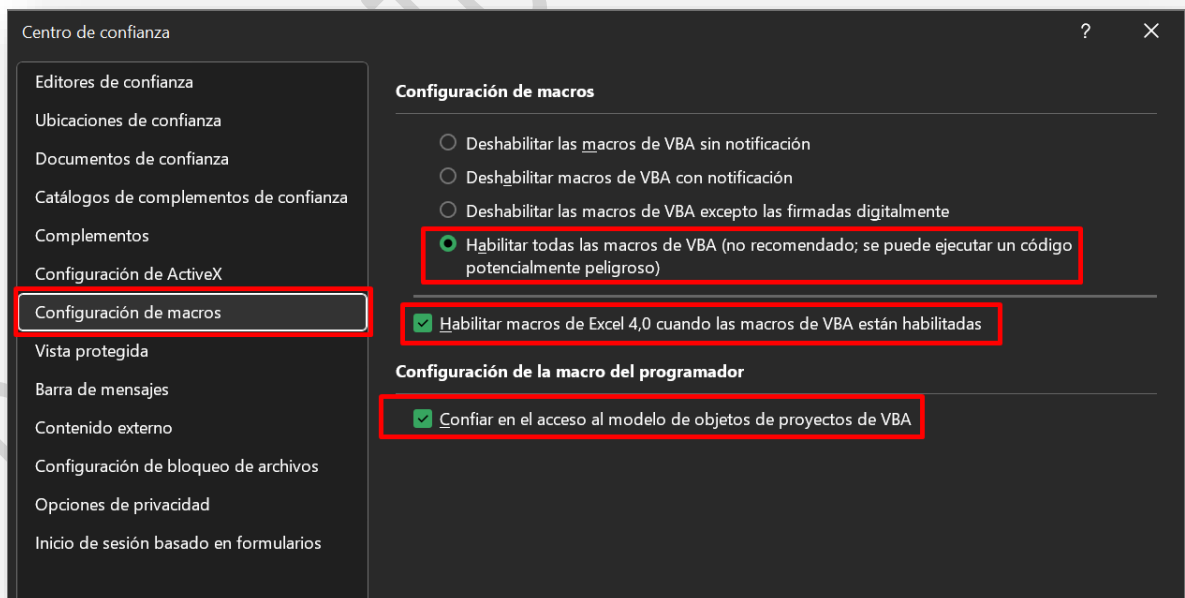 Centro de confianza
?
Editores de confianza
Ubicaciones de confianza
Documentos de confianza
Catálogos de complementos de confianza
Complementos
Configuración de ActiveX
Configuración de macros
Vista protegida
Barra de mensajes
Contenido externo
Configuración de bloqueo de archivos
Opciones de privacidad
Inicio de sesión basado en formularios
Configuración de macros
Deshabilitar las macros de VBA sin notificación
Deshabilitar macros de VBA con notificación
Deshabilitar las macros de VBA excepto las firmadas digitalmente
Habilitar todas las macros de VBA (no recomendado; se puede ejecutar un código
potencialmente peligroso)
Habilitar macros de Excel 4,0 cuando las macros de VBA están habilitadas
Configuración de la macro del programador
Confiar en el acceso al modelo de objetos de proyectos de VBA